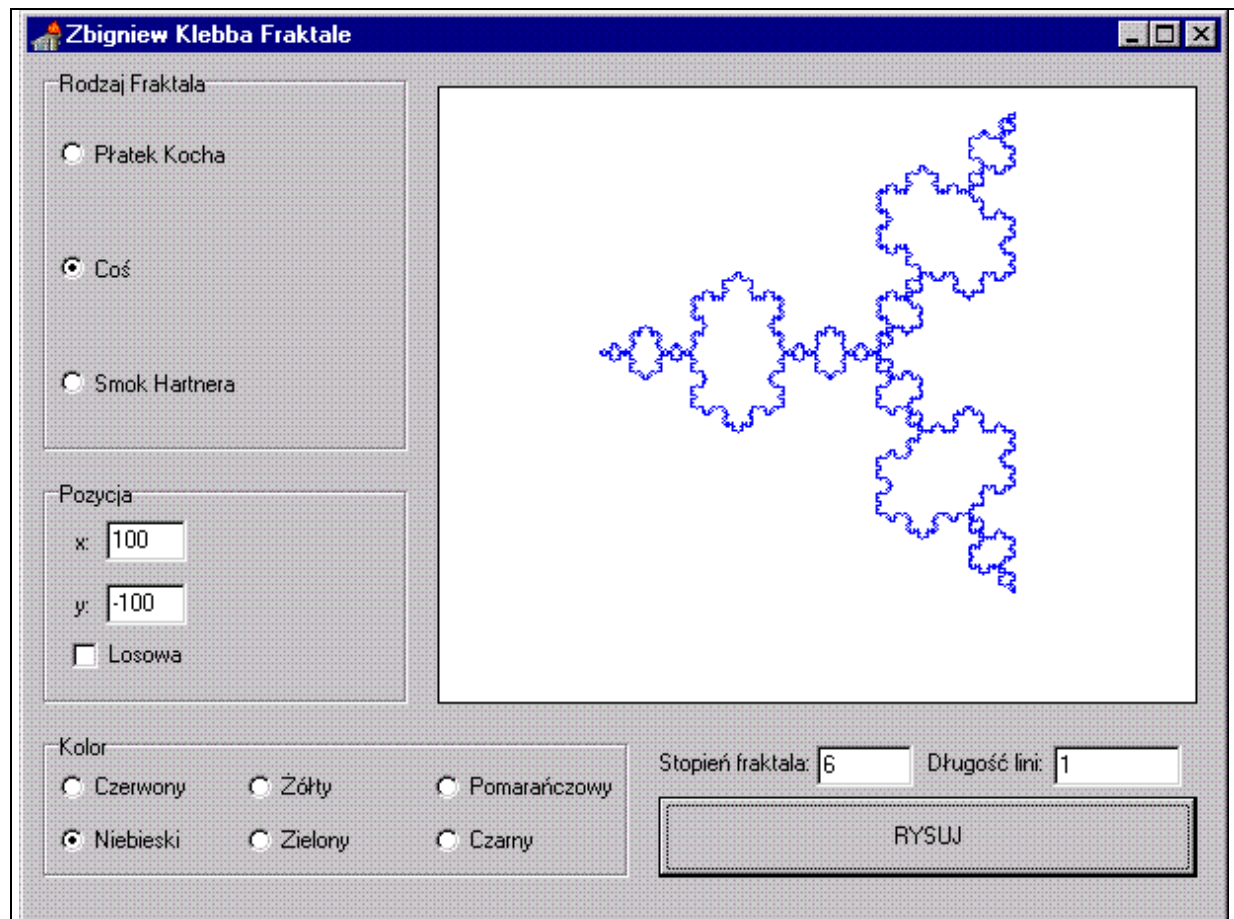 Zbigniew Klebba Fraktale
Rodzaj Fraktala
Płatek Kocha
Coś
Smok Hartnera
Pozycja
x: 100
y: -100
Losowa
Kolor
Czerwony Żółty Pomarańczowy
Niebieski Zielony Czarny
Stopień fraktala: 6 Długość lini: 1
RYSUJ